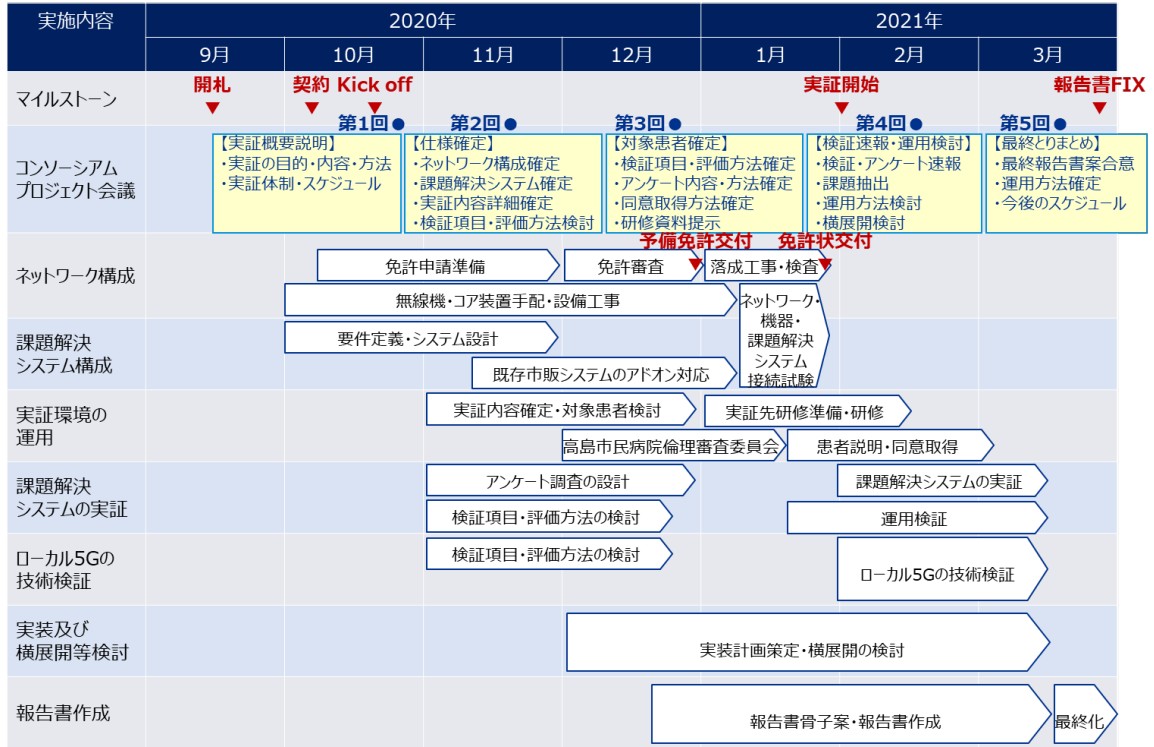 実施内容
2020年
2021年
9月
10月
11月
12月
1月
2月
3月
マイルストーン
開札
契約 Kick off
実証開始
報告書FIX
コンソーシアム
プロジェクト会議
第1回●
第2回●
第3回●
第4回●
第5回●
【実証概要説明】
・実証の目的・内容・方法
・実証体制・スケジュール
【仕様確定】
・ネットワーク構成確定
・課題解決システム確定
・実証内容詳細確定
・検証項目・評価方法検討
【対象患者確定】
・検証項目・評価方法確定
・アンケート内容・方法確定
・同意取得方法確定
・研修資料提示
【検証速報・運用検討】
・検証・アンケート速報
・課題抽出
・運用方法検討
・横展開検討
【最終とりまとめ】
・最終報告書案合意
・運用方法確定
・今後のスケジュール
ネットワーク構成
予備免許交付
免許状交付
免許申請準備
免許審査
落成工事・検査
無線機・コア装置手配・設備工事
ネットワーク・
機器・
課題解決
システム
接続試験
課題解決
システム構成
要件定義・システム設計
既存市販システムのアドオン対応
実証環境の
運用
実証内容確定・対象患者検討
実証先研修準備・研修
高島市民病院倫理審査委員会
患者説明・同意取得
課題解決
システムの実証
アンケート調査の設計
課題解決システムの実証
検証項目・評価方法の検討
運用検証
ローカル5Gの
技術検証
検証項目・評価方法の検討
ローカル5Gの技術検証
実装及び
横展開等検討
実装計画策定・横展開の検討
報告書作成
報告書骨子案・報告書作成
最終化